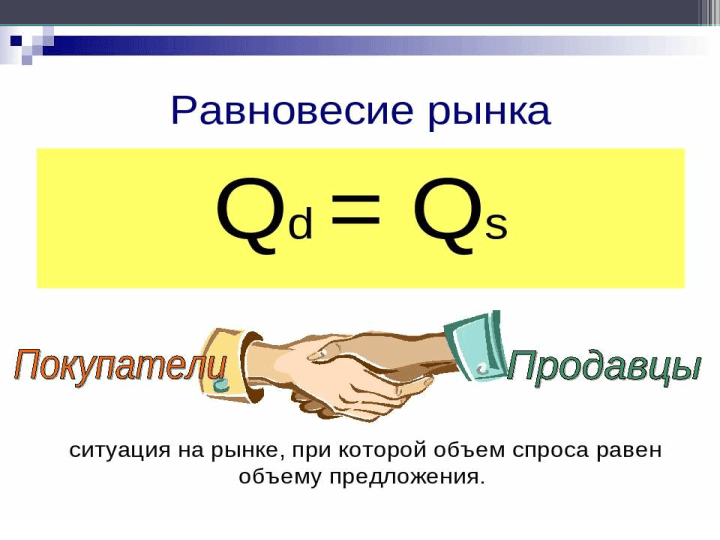 Равновесие рынка
Qd = Qs
Покупатели
Продавцы
ситуация на рынке, при которой объем спроса равен
объему предложения.